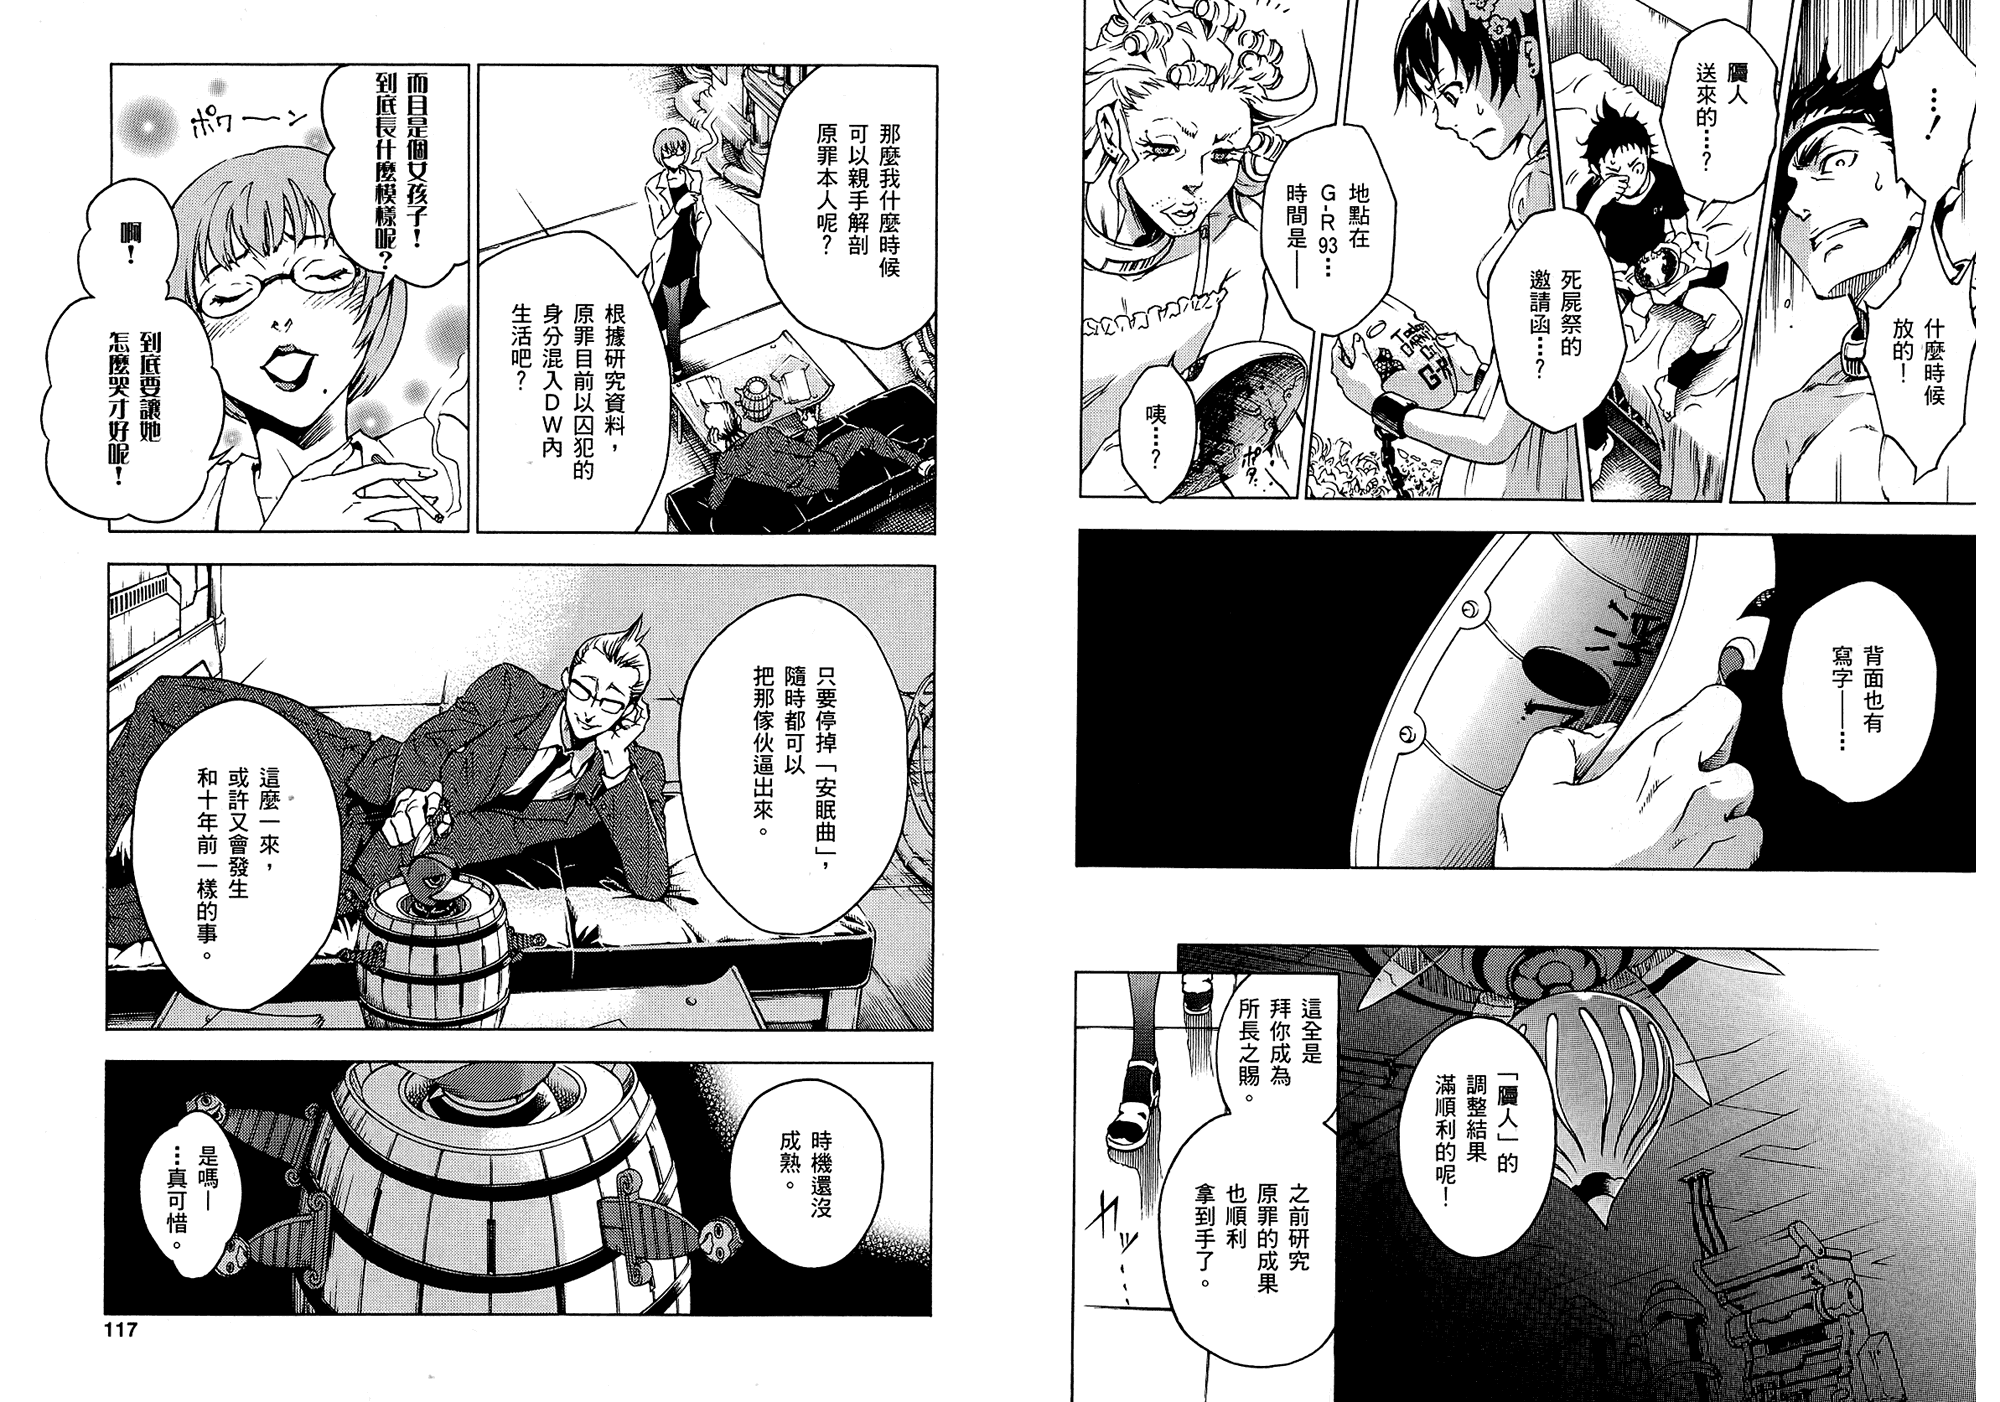 …！
什麼時候
放的！
贗人
送來的…？
死屍祭的
邀請函…？
Today
CARNI
G-R
地點在
G-R 93…
時間是—
咦…？
ポタ…
背面也有
寫字——…
「贗人」的
調整結果
滿順利的呢！
這全是
拜你成為
所長之賜。
之前研究
原罪的成果
也順利
拿到手了。
カッ…
那麼我什麼時候
可以親手解剖
原罪本人呢？
根據研究資料，
原罪目前以囚犯的
身分混入DW內
生活吧？
而且是個女孩子！
到底長什麼模樣呢？
ポワ〜ン
啊！
到底要讓她
怎麼哭才好呢！
只要停掉「安眠曲」，
隨時都可以
把那傢伙逼出來。
這麼一來，
或許又會發生
和十年前一樣的事。
時機還沒
成熟。
是嗎—
…真可惜。
117